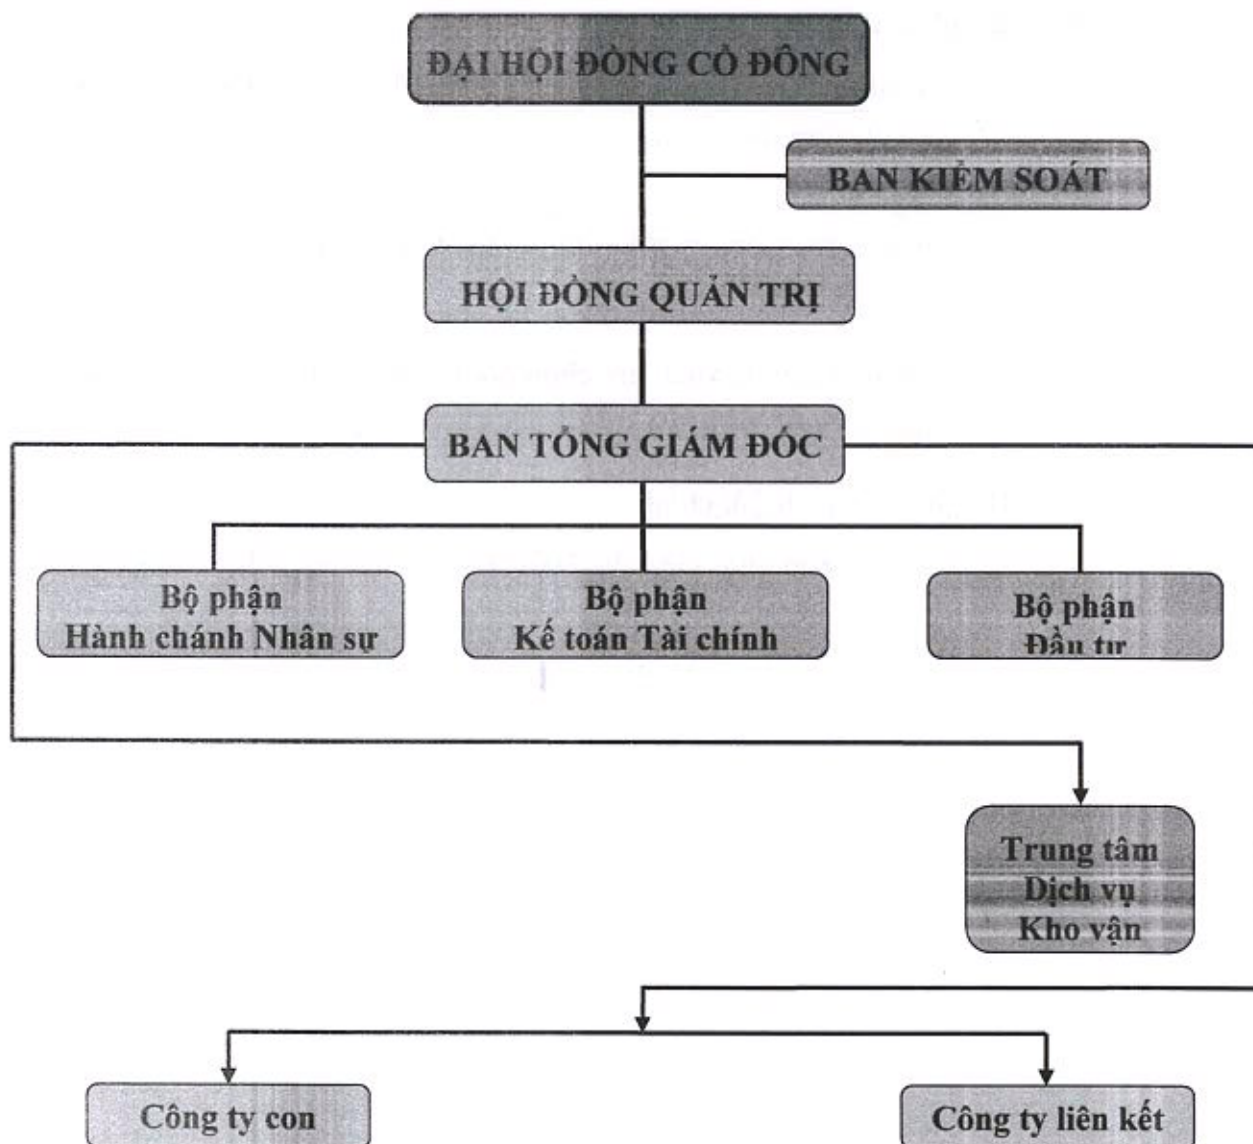 ĐẠI HỘI ĐỒNG CỔ ĐÔNG
BAN KIỂM SOÁT
HỘI ĐỒNG QUẢN TRỊ
BAN TỔNG GIÁM ĐỐC
Bộ phận
Hành chánh Nhân sự
Bộ phận
Kế toán Tài chính
Bộ phận
Đầu tư
Trung tâm
Dịch vụ
Kho vận
Công ty con
Công ty liên kết